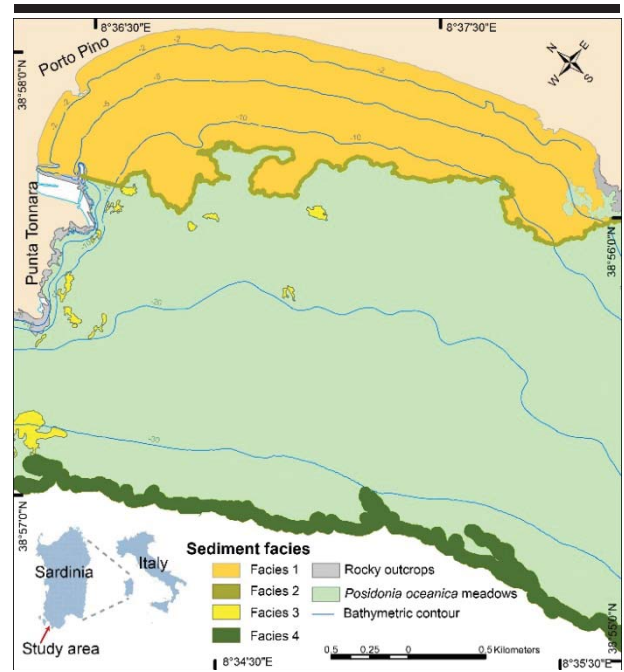 8°36'30"E
8°37'30"E
38°58'0"N
Porto Pino
N
E
W
S
-2
-5
-10
-2
-10
Punta Tonnara
38°56'0"N
-20
-30
38°57'0"N
Sardinia
Italy
Study area
Sediment facies
Facies 1
Facies 2
Facies 3
Facies 4
Rocky outcrops
Posidonia oceanica meadows
Bathymetric contour
0.5 0.25 0 0.5 Kilometers
38°55'0"N
8°34'30"E
8°35'30"E